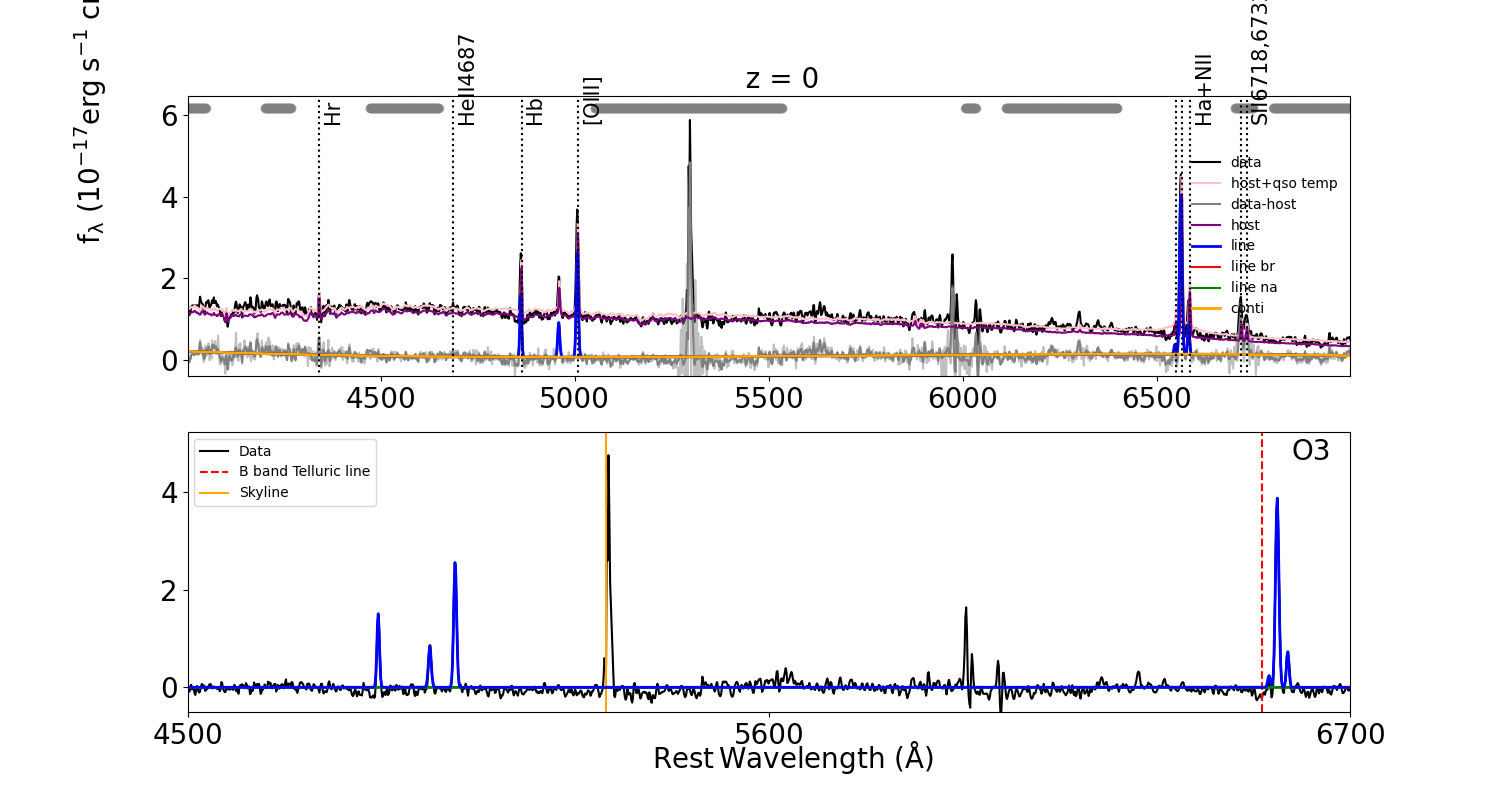 z = 0
f_λ (10^−17 erg s^−1 c
Hr
HeII4687
Hb
[OIII]
Ha+NII
SII6718,673
6
4
2
0
data
host+qso temp
data-host
host
line
line br
line na
conti
4500
5000
5500
6000
6500
O3
Data
B band Telluric line
Skyline
4
2
0
4500
5600
6700
Rest Wavelength (Å)